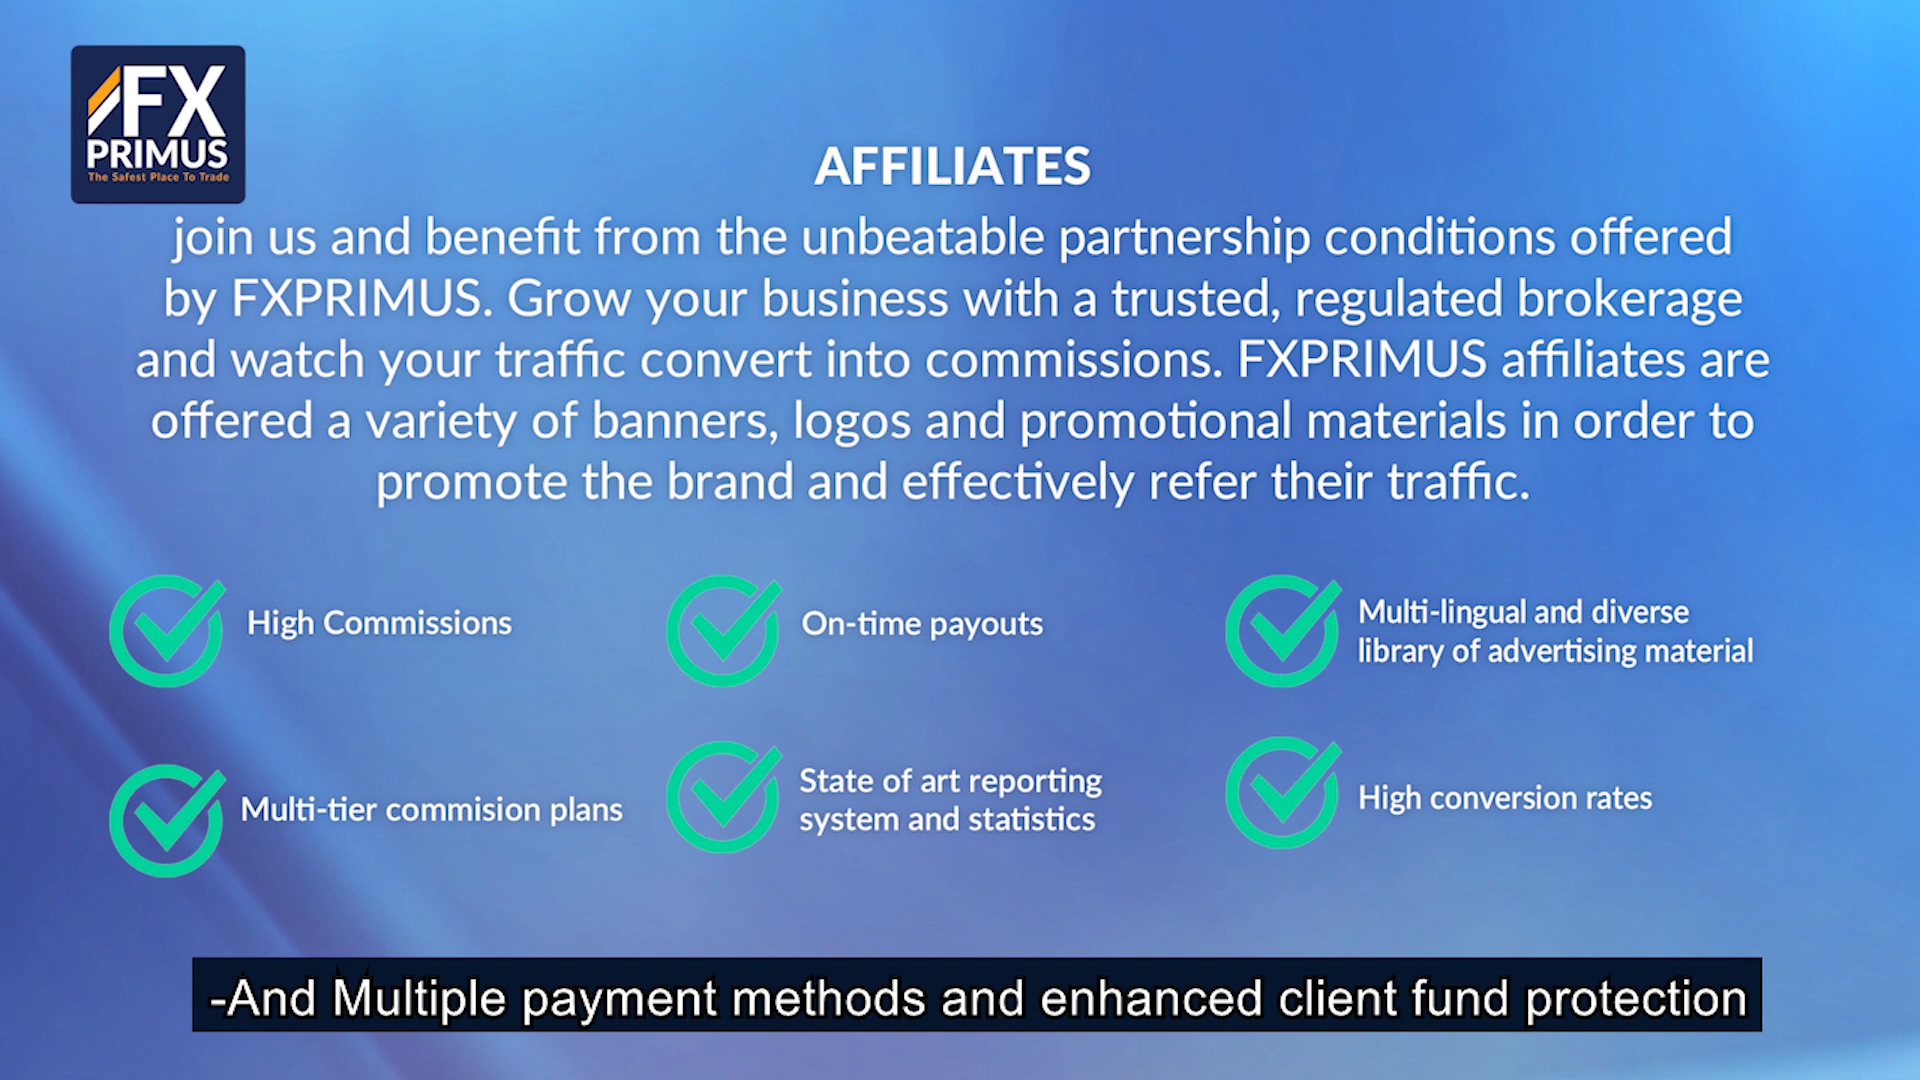 FX
PRIMUS
The Safest Place To Trade
AFFILIATES
join us and benefit from the unbeatable partnership conditions offered
by FXPRIMUS. Grow your business with a trusted, regulated brokerage
and watch your traffic convert into commissions. FXPRIMUS affiliates are
offered a variety of banners, logos and promotional materials in order to
promote the brand and effectively refer their traffic.
High Commissions
On-time payouts
Multi-lingual and diverse
library of advertising material
Multi-tier commision plans
State of art reporting
system and statistics
High conversion rates
-And Multiple payment methods and enhanced client fund protection